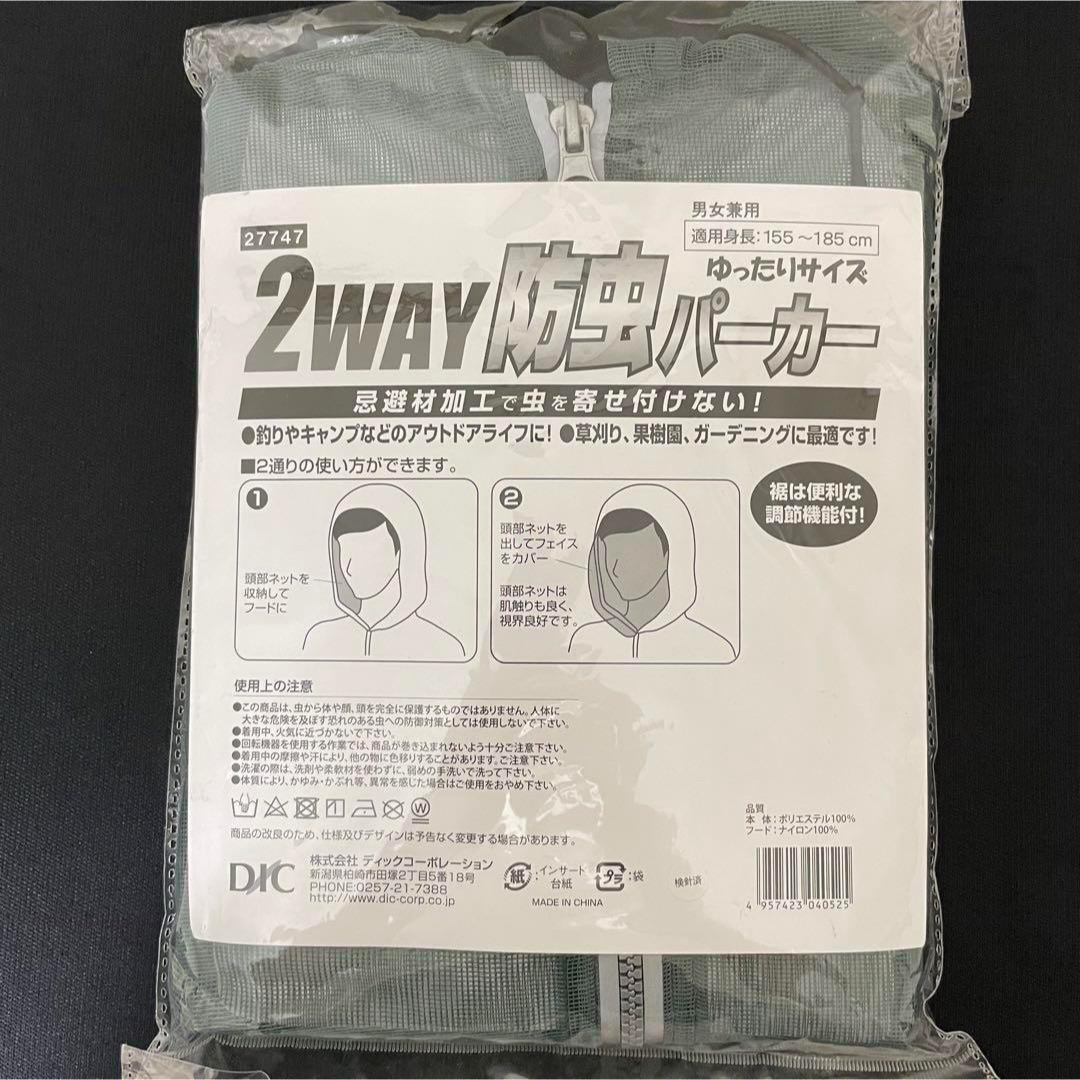 27747
男女兼用
適用身長：155～185cm
ゆったりサイズ
2WAY防虫パーカー
忌避材加工で虫を寄せ付けない！
●釣りやキャンプなどのアウトドアライフに！ ●草刈り、果樹園、ガーデニングに最適です！
■2通りの使い方ができます。
1
頭部ネットを
収納して
フードに
2
頭部ネットを
出してフェイス
をカバー
頭部ネットは
肌触りも良く、
視界良好です。
裾は便利な
調節機能付！
使用上の注意
●この商品は、虫から体や顔、頭を完全に保護するものではありません。人体に
大きな危険を及ぼす恐れのある虫への防御対策としては使用しないで下さい。
●着用中、火気に近づかないで下さい。
●回転機器を使用する作業では、商品が巻き込まれないよう十分ご注意下さい。
●着用中の摩擦や汗により、他の物に色移りすることがあります。ご注意下さい。
●洗濯の際は、洗剤や柔軟材を使わずに、弱めの手洗いで洗って下さい。
●体質により、かゆみ・かぶれ等、異常を感じた場合はご使用をおやめ下さい。
W
商品の改良のため、仕様及びデザインは予告なく変更する場合があります。
DIC
株式会社 ディックコーポレーション
新潟県柏崎市田塚2丁目5番18号
PHONE:0257-21-7388
http://www.dic-corp.co.jp
紙：インサート
台紙
プラ：袋
MADE IN CHINA
検針済
品質
本 体：ポリエステル100%
フード：ナイロン100%
4 957423 040525